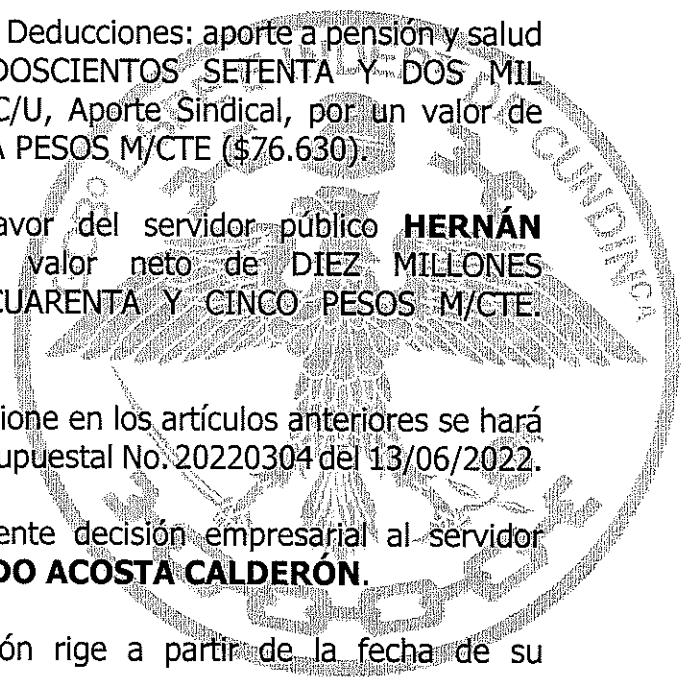 Deducciones: aporte a pensión y salud
DOSCIENTOS SETENTA Y DOS MIL
C/U, Aporte Sindical, por un valor de
A PESOS M/CTE ($76.630).
avor del servidor público HERNÁN
valor neto de DIEZ MILLONES
CUARENTA Y CINCO PESOS M/CTE.
ione en los artículos anteriores se hará
supuestal No. 20220304 del 13/06/2022.
ente decisión empresarial al servidor
DO ACOSTA CALDERÓN.
ón rige a partir de la fecha de su
DE CUNDINA